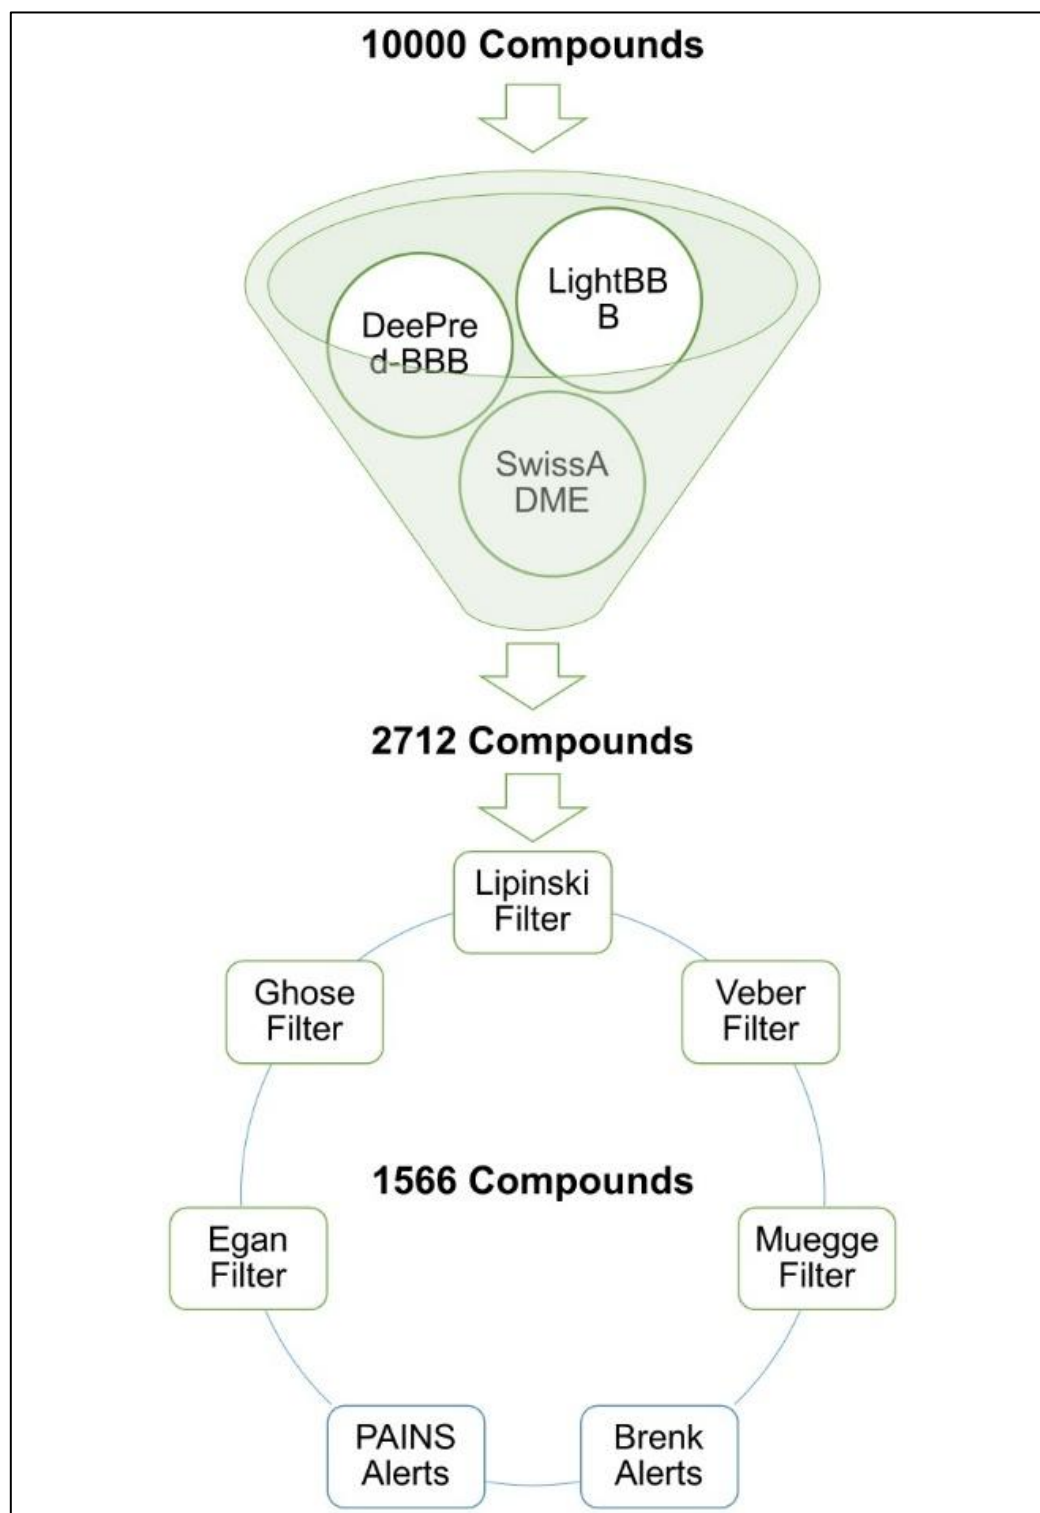 10000 Compounds
LightBB
B
DeePre
d-BBB
SwissA
DME
2712 Compounds
Lipinski
Filter
Ghose
Filter
Veber
Filter
1566 Compounds
Egan
Filter
Muegge
Filter
PAINS
Alerts
Brenk
Alerts